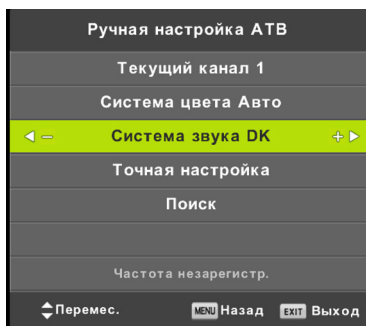 Ручная настройка АТВ
Текущий канал 1
Система цвета Авто
Система звука DK
Точная настройка
Поиск
Частота незарегистр.
Перемес. MENU Назад EXIT Выход